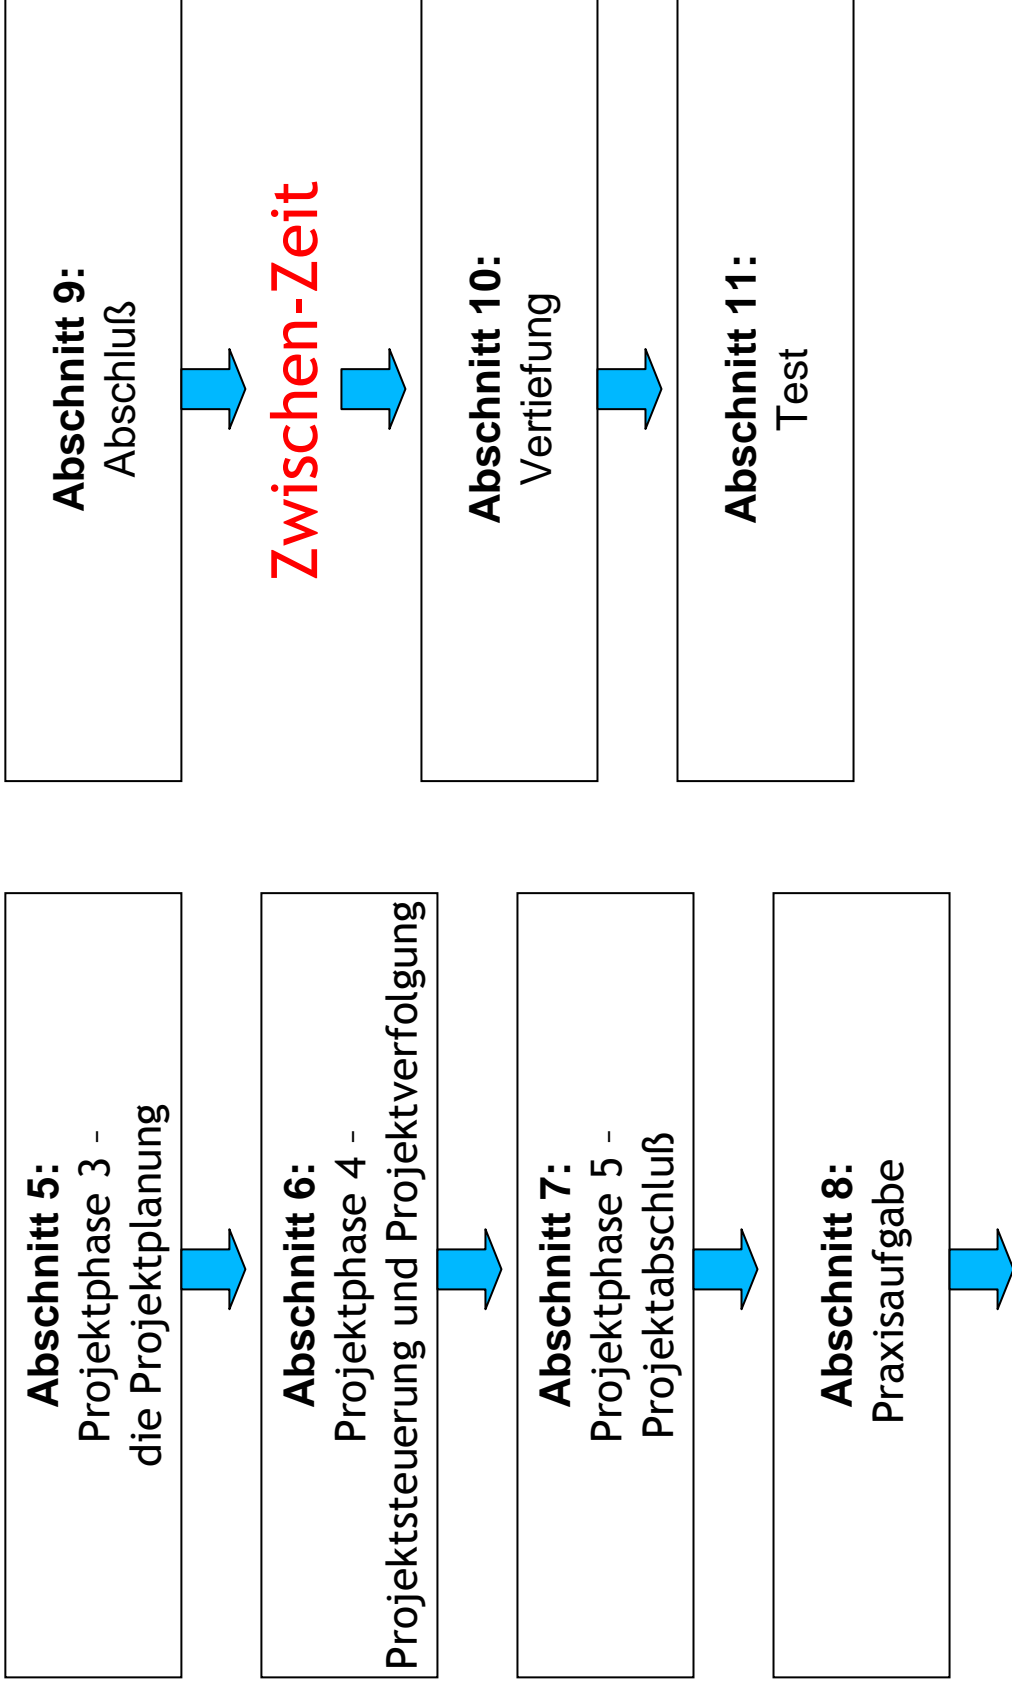 Abschnitt 5:
Projektphase 3 -
die Projektplanung
Abschnitt 6:
Projektphase 4 -
Projektsteuerung und Projektverfolgung
Abschnitt 7:
Projektphase 5 -
Projektabschluß
Abschnitt 8:
Praxisaufgabe
Abschnitt 9:
Abschluß
Zwischen-Zeit
Abschnitt 10:
Vertiefung
Abschnitt 11:
Test